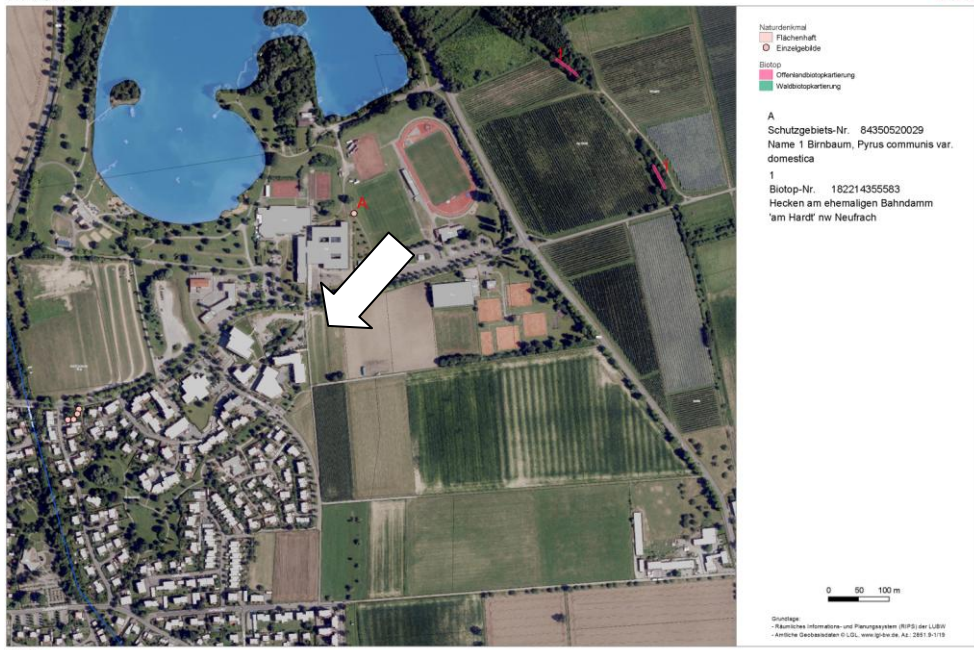 Naturdenkmal
Flächenhaft
Einzelgebilde
Biotop
Offenlandbiotopkartierung
Waldbiotopkartierung
A
Schutzgebiets-Nr. 84350520029
Name 1 Birnbaum, Pyrus communis var.
domestica
1
Biotop-Nr. 182214355583
Hecken am ehemaligen Bahndamm
'am Hardt' nw Neufrach
A
1
1
0 50 100 m
Grundlage:
- Räumliches Informations- und Planungssystem (RIPS) der LUBW
- Amtliche Geobasisdaten © LGL, www.lgl-bw.de, Az.: 2851.9-1/19